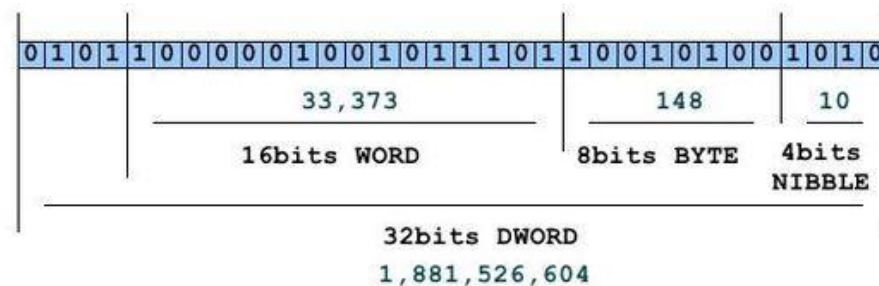 01011000001001011101100101001010
33,373 148 10
16bits WORD 8bits BYTE 4bits NIBBLE
32bits DWORD
1,881,526,604